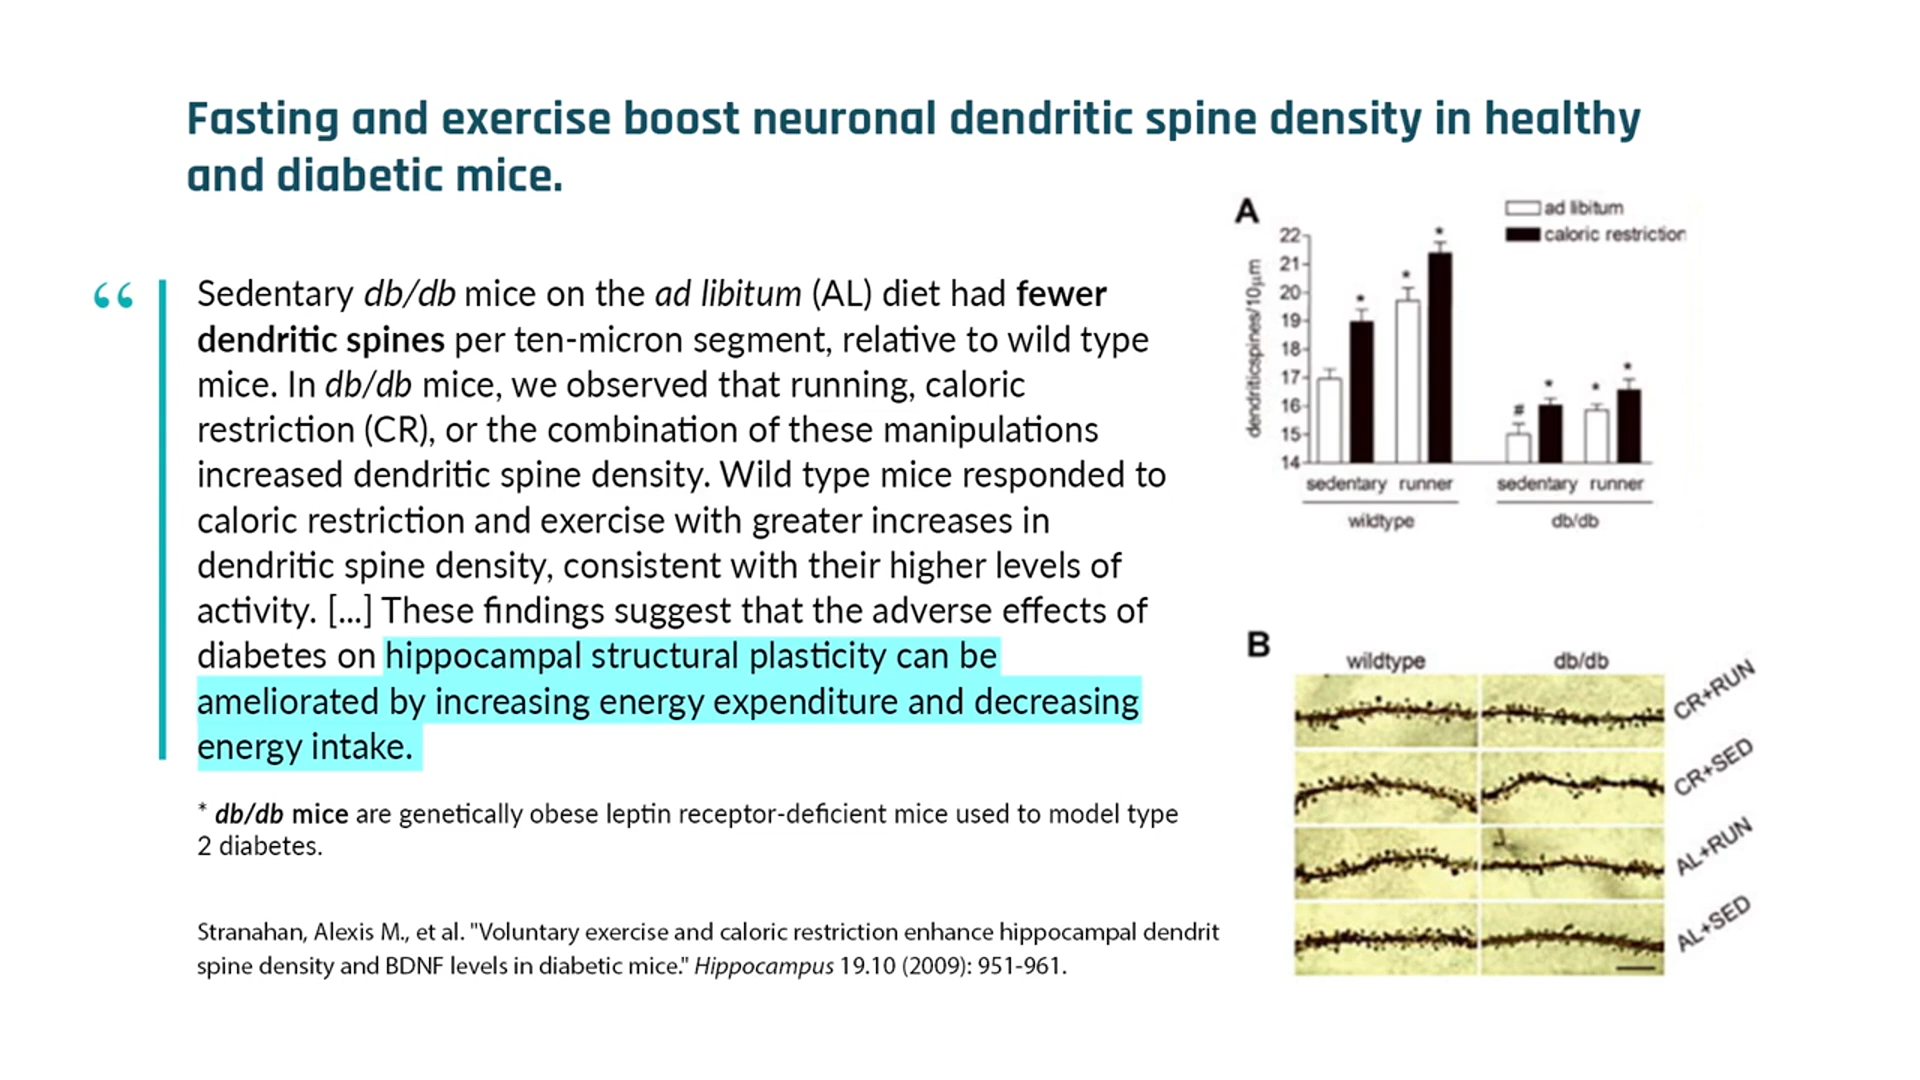 Fasting and exercise boost neuronal dendritic spine density in healthy
and diabetic mice.
“
Sedentary db/db mice on the ad libitum (AL) diet had fewer
dendritic spines per ten-micron segment, relative to wild type
mice. In db/db mice, we observed that running, caloric
restriction (CR), or the combination of these manipulations
increased dendritic spine density. Wild type mice responded to
caloric restriction and exercise with greater increases in
dendritic spine density, consistent with their higher levels of
activity. [...] These findings suggest that the adverse effects of
diabetes on hippocampal structural plasticity can be
ameliorated by increasing energy expenditure and decreasing
energy intake.
* db/db mice are genetically obese leptin receptor-deficient mice used to model type
2 diabetes.
Stranahan, Alexis M., et al. "Voluntary exercise and caloric restriction enhance hippocampal dendrit
spine density and BDNF levels in diabetic mice." Hippocampus 19.10 (2009): 951-961.
A
ad libitum
caloric restriction
dendriticspines/10μm
22
21
20
19
18
17
16
15
14
* * * # * * *
sedentary runner sedentary runner
wildtype db/db
B
wildtype db/db
CR+RUN
CR+SED
AL+RUN
AL+SED